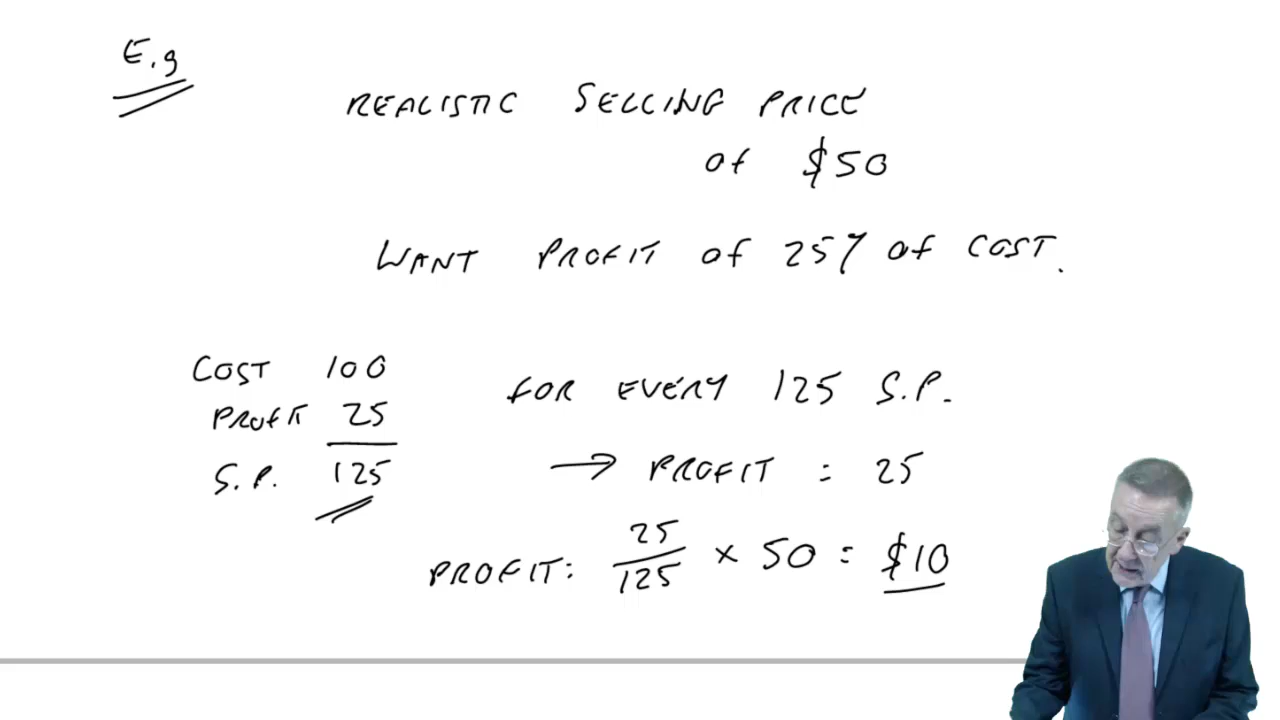 E.g
REALISTIC SELLING PRICE
of $50
WANT PROFIT of 25% of COST.
COST 100
PROFIT 25
S.P. 125
FOR EVERY 125 S.P.
→ PROFIT = 25
PROFIT: 25/125 × 50 = $10